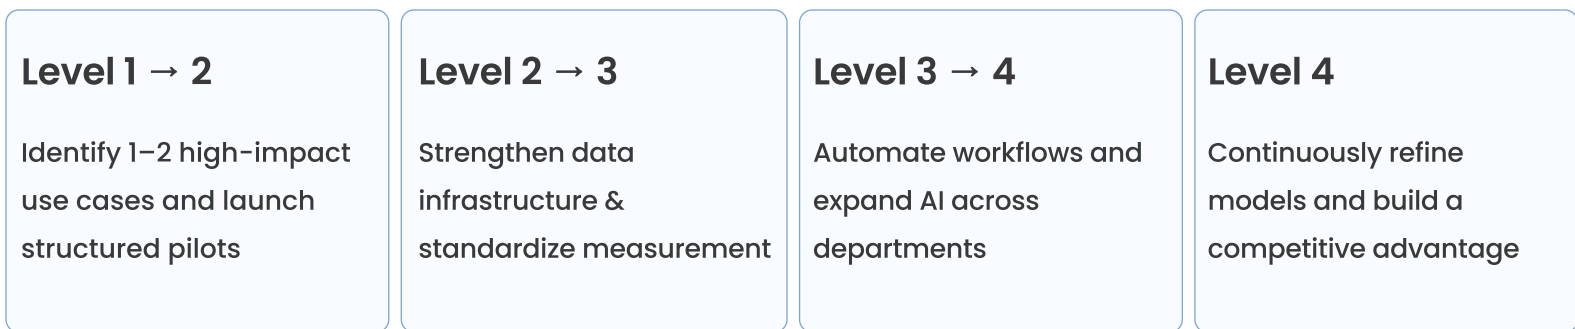 Level 1 → 2
Identify 1–2 high-impact
use cases and launch
structured pilots
Level 2 → 3
Strengthen data
infrastructure &
standardize measurement
Level 3 → 4
Automate workflows and
expand AI across
departments
Level 4
Continuously refine
models and build a
competitive advantage